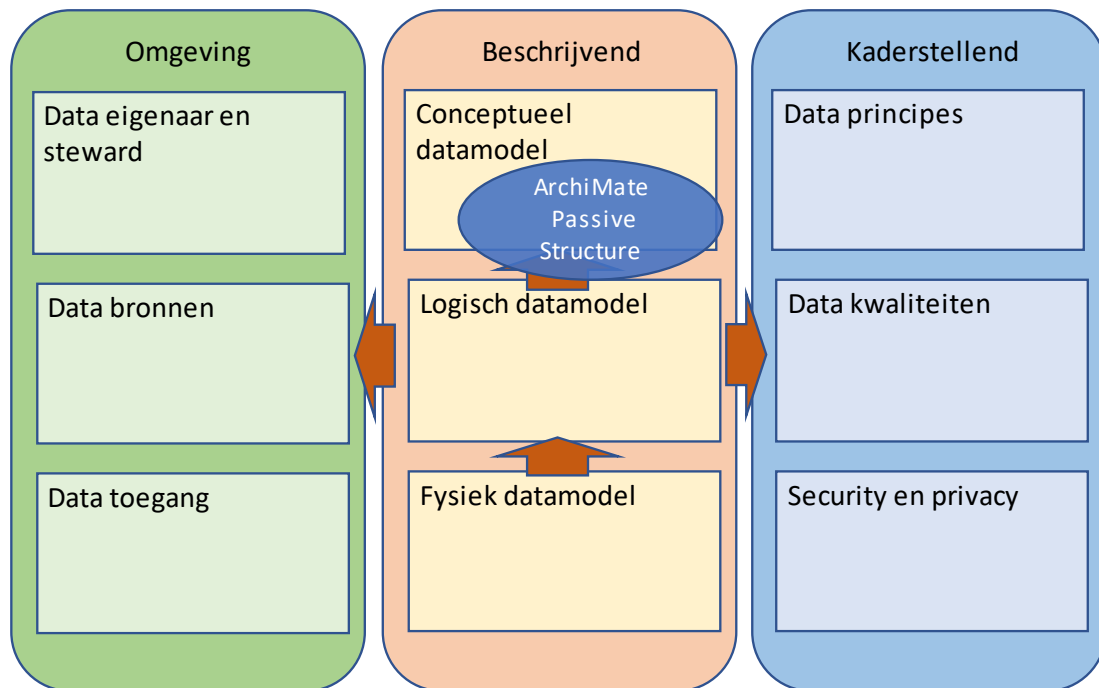 Omgeving
Data eigenaar en
steward
Data bronnen
Data toegang
Beschrijvend
Conceptueel
datamodel
ArchiMate
Passive
Structure
Logisch datamodel
Fysiek datamodel
Kaderstellend
Data principes
Data kwaliteiten
Security en privacy